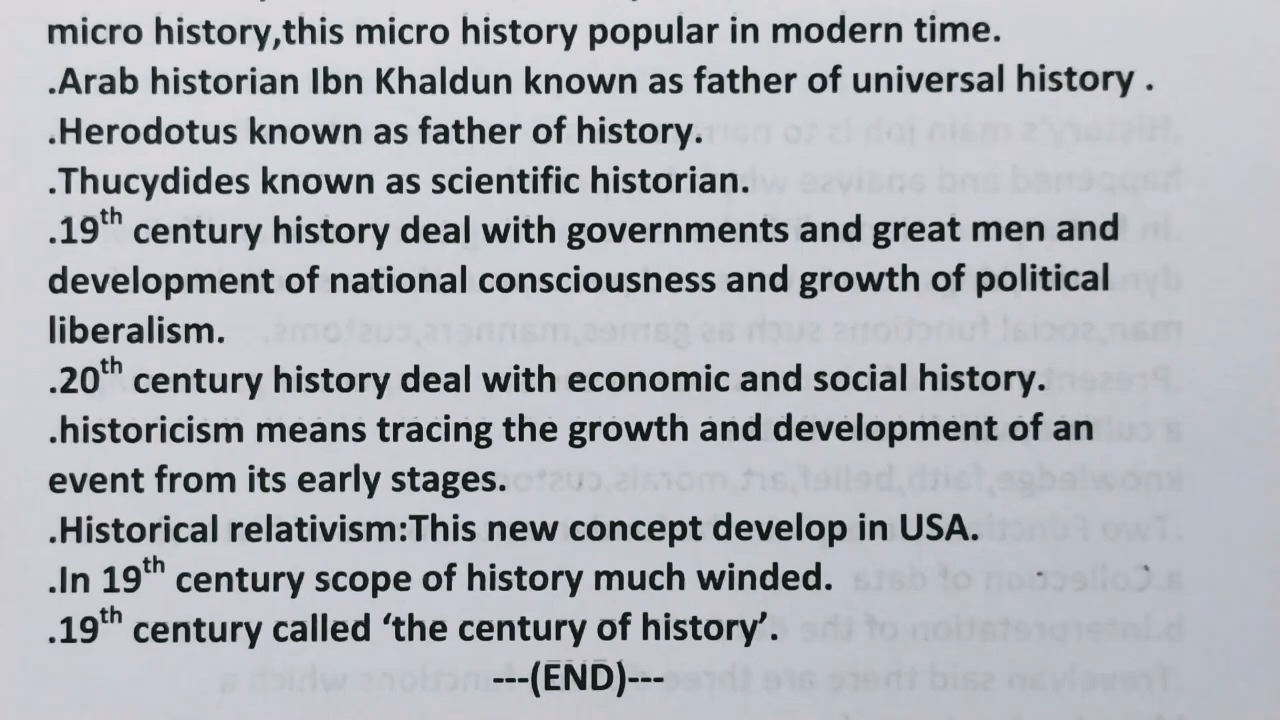 micro history,this micro history popular in modern time.
.Arab historian Ibn Khaldun known as father of universal history .
.Herodotus known as father of history.
.Thucydides known as scientific historian.
.19th century history deal with governments and great men and
development of national consciousness and growth of political
liberalism.
.20th century history deal with economic and social history.
.historicism means tracing the growth and development of an
event from its early stages.
.Historical relativism:This new concept develop in USA.
.In 19th century scope of history much winded.
.19th century called ‘the century of history’.
---(END)---